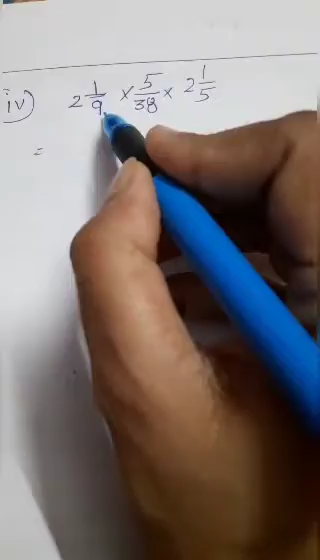 iv) 2 1/9 × 5/38 × 2 1/5
=